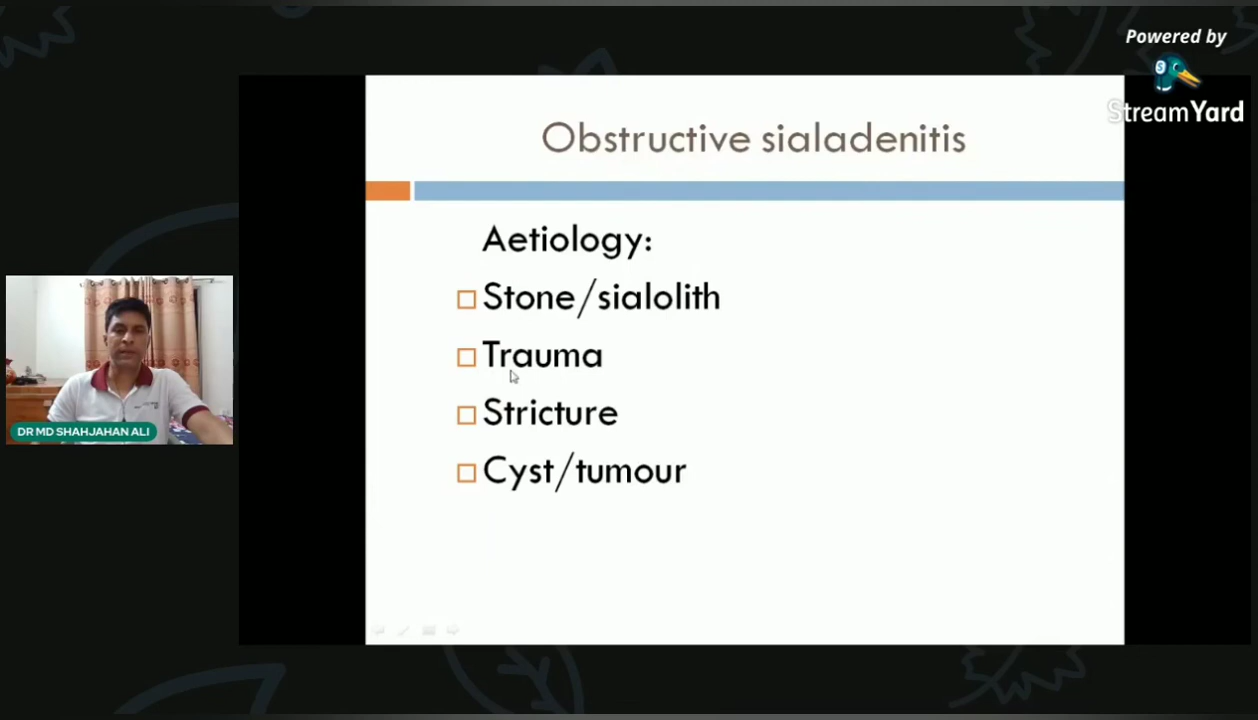 Powered by
StreamYard
Obstructive sialadenitis
Aetiology:
Stone/sialolith
Trauma
Stricture
Cyst/tumour
DR MD SHAHJAHAN ALI